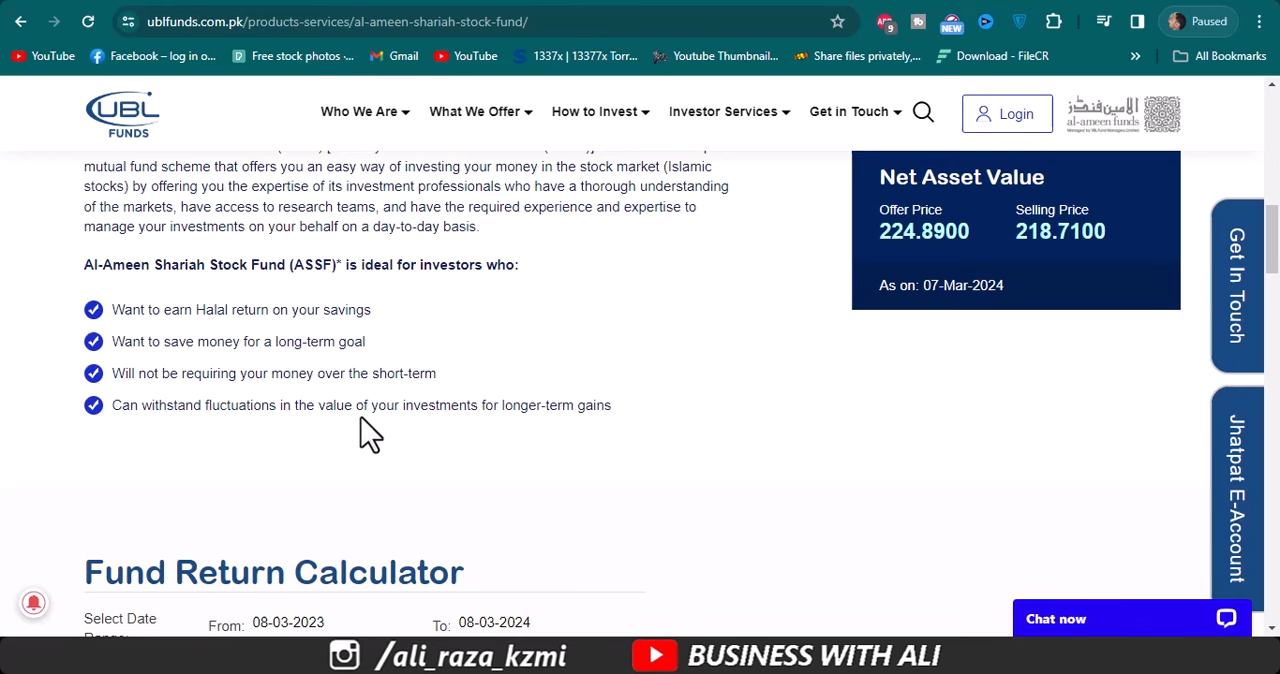 ublfunds.com.pk/products-services/al-ameen-shariah-stock-fund/
9
NEW
Paused
YouTube
Facebook – log in o...
Free stock photos -...
Gmail
YouTube
1337x | 13377x Torr...
Youtube Thumbnail...
Share files privately,...
Download - FileCR
»
All Bookmarks
UBL
FUNDS
Who We Are
What We Offer
How to Invest
Investor Services
Get in Touch
Login
الامین فنڈز
al-ameen funds
Managed by UBL Fund Managers Limited
mutual fund scheme that offers you an easy way of investing your money in the stock market (Islamic
stocks) by offering you the expertise of its investment professionals who have a thorough understanding
of the markets, have access to research teams, and have the required experience and expertise to
manage your investments on your behalf on a day-to-day basis.
Al-Ameen Shariah Stock Fund (ASSF)* is ideal for investors who:
Want to earn Halal return on your savings
Want to save money for a long-term goal
Will not be requiring your money over the short-term
Can withstand fluctuations in the value of your investments for longer-term gains
Net Asset Value
Offer Price
Selling Price
224.8900
218.7100
As on: 07-Mar-2024
Get In Touch
Jhatpat E-Account
Fund Return Calculator
Select Date
From: 08-03-2023
To: 08-03-2024
Chat now
/ali_raza_kzmi
BUSINESS WITH ALI